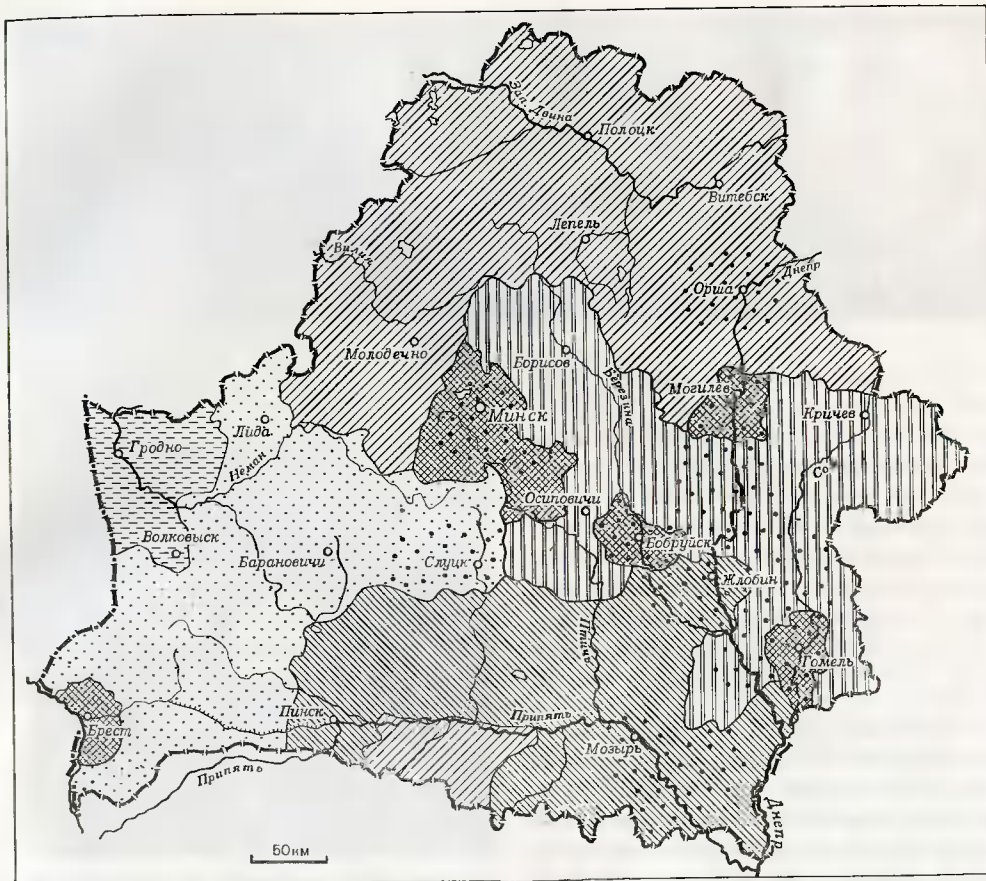 Зап. Двина
Полоцк
Витебск
Лепель
Вилия
Днепр
Орша
Молодечно
Борисов
Березина
Могилев
Кричев
Минск
Лида
Гродно
Неман
Осиповичи
Волковыск
Барановичи
Слуцк
Бобруйск
Жлобин
Птичь
Гомель
Пинск
Припять
Брест
Мозырь
Припять
Днепр
50км